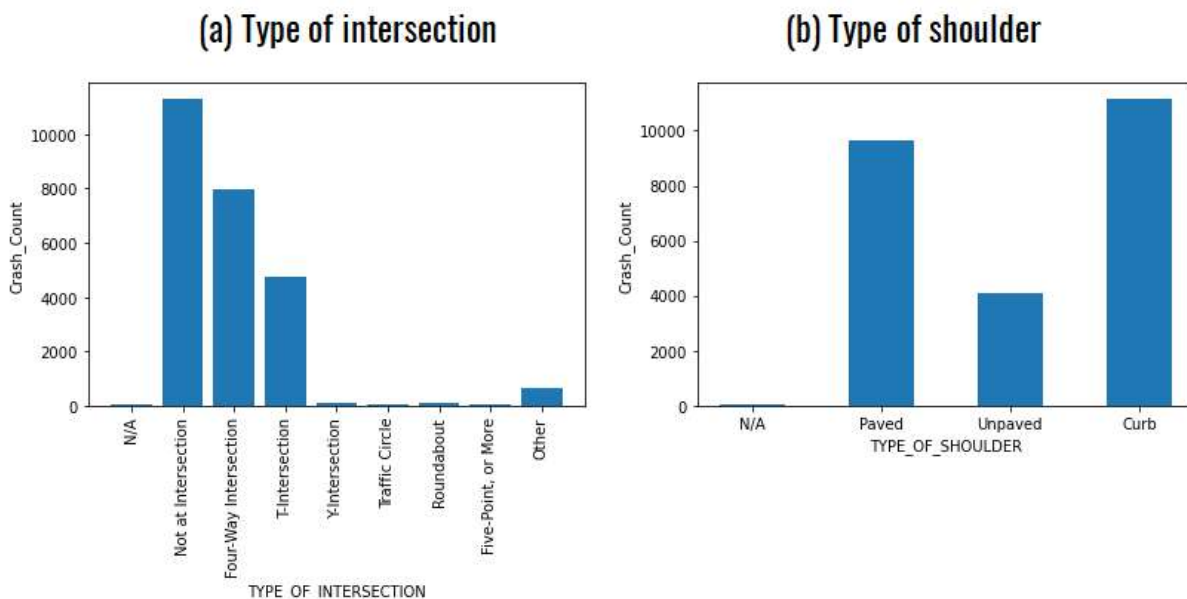 (a) Type of intersection
(b) Type of shoulder
Crash_Count
10000
8000
6000
4000
2000
0
N/A
Not at Intersection
Four-Way Intersection
T-Intersection
Y-Intersection
Traffic Circle
Roundabout
Five-Point, or More
Other
TYPE_OF_INTERSECTION
Crash_Count
10000
8000
6000
4000
2000
0
N/A
Paved
Unpaved
Curb
TYPE_OF_SHOULDER